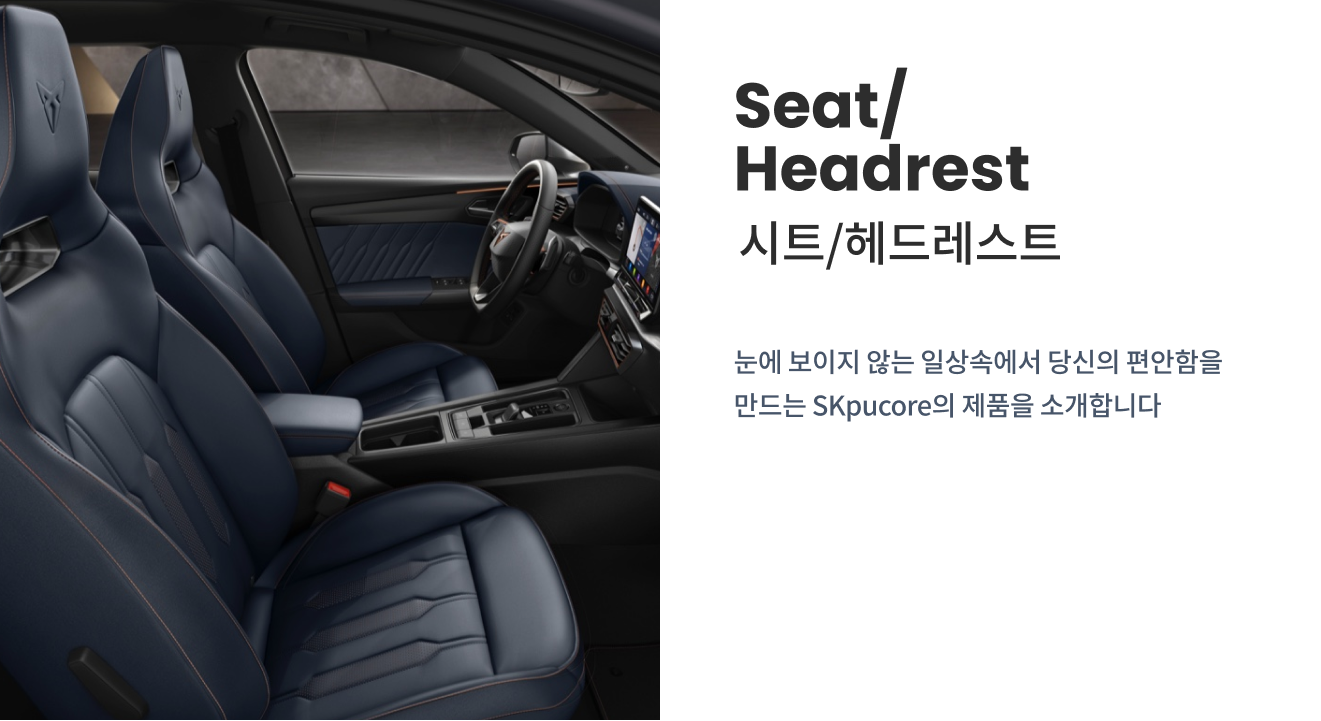 Seat/
Headrest
시트/헤드레스트
눈에 보이지 않는 일상속에서 당신의 편안함을
만드는 SKpucore의 제품을 소개합니다